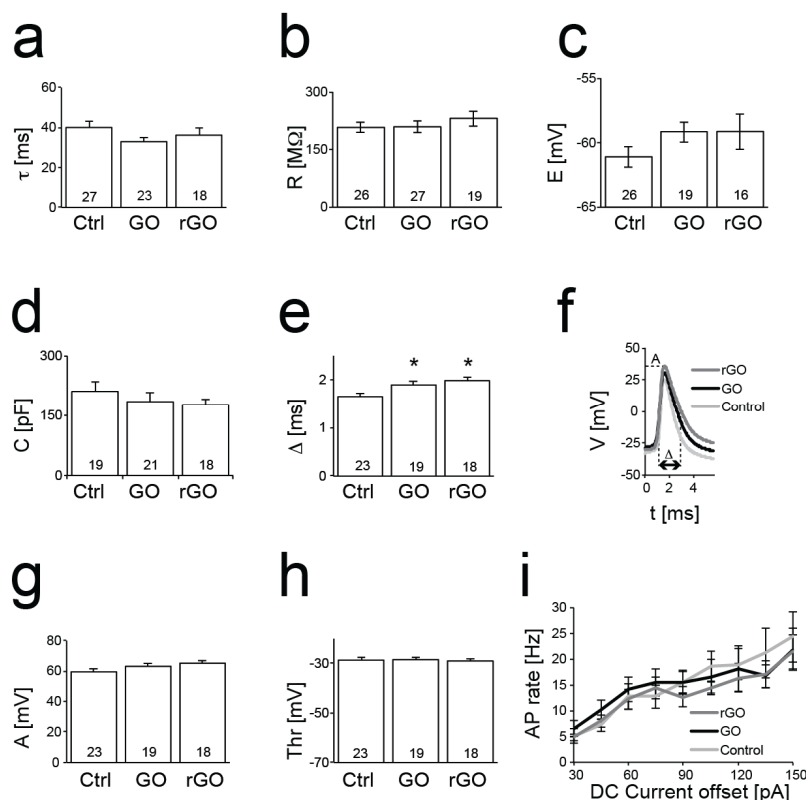 a
b
c
60
40
20
0
τ [ms]
27
23
18
Ctrl GO rGO
300
150
0
R [MΩ]
26
27
19
Ctrl GO rGO
-55
-60
-65
E [mV]
26
19
16
Ctrl GO rGO
d
e
f
300
150
0
C [pF]
19
21
18
Ctrl GO rGO
* *
2
1
0
Δ [ms]
23
19
18
Ctrl GO rGO
50
25
0
-25
-50
V [mV]
A
rGO
GO
Control
Δ
0 2 4
t [ms]
g
h
i
80
60
40
20
0
A [mV]
23
19
18
Ctrl GO rGO
-30
-50
-70
Thr [mV]
23
19
18
Ctrl GO rGO
30
25
20
15
10
5
0
AP rate [Hz]
rGO
GO
Control
30 60 90 120 150
DC Current offset [pA]